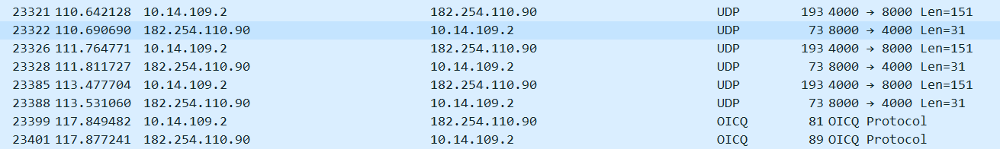 23321 110.642128 10.14.109.2 182.254.110.90 UDP 193 4000 → 8000 Len=151
23322 110.690690 182.254.110.90 10.14.109.2 UDP 73 8000 → 4000 Len=31
23326 111.764771 10.14.109.2 182.254.110.90 UDP 193 4000 → 8000 Len=151
23328 111.811727 182.254.110.90 10.14.109.2 UDP 73 8000 → 4000 Len=31
23385 113.477704 10.14.109.2 182.254.110.90 UDP 193 4000 → 8000 Len=151
23388 113.531060 182.254.110.90 10.14.109.2 UDP 73 8000 → 4000 Len=31
23399 117.849482 10.14.109.2 182.254.110.90 OICQ 81 OICQ Protocol
23401 117.877241 182.254.110.90 10.14.109.2 OICQ 89 OICQ Protocol